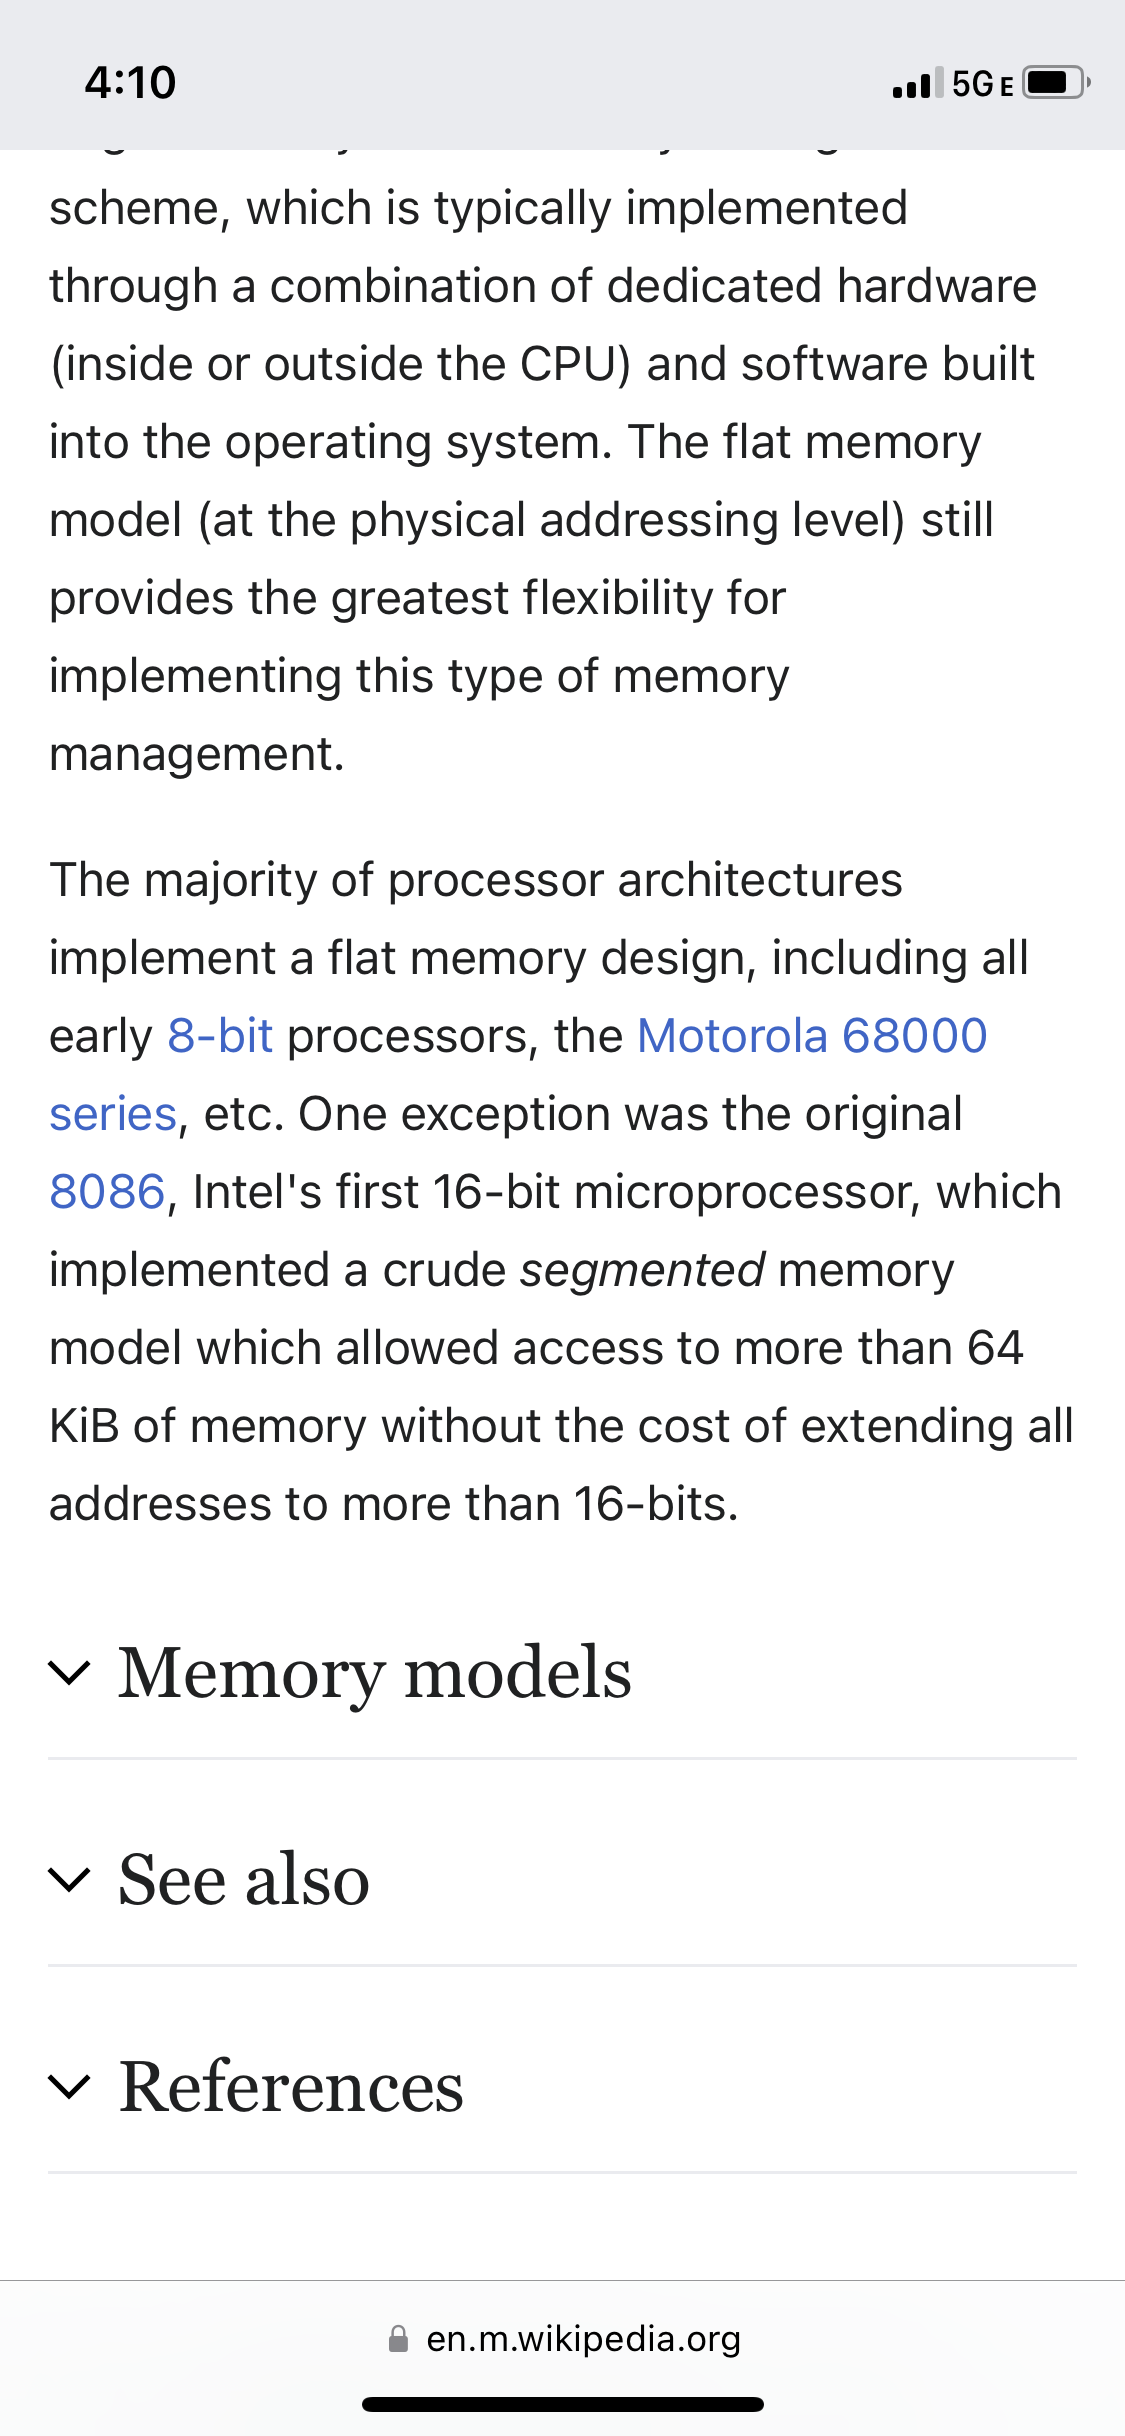 4:10
5G E
scheme, which is typically implemented
through a combination of dedicated hardware
(inside or outside the CPU) and software built
into the operating system. The flat memory
model (at the physical addressing level) still
provides the greatest flexibility for
implementing this type of memory
management.
The majority of processor architectures
implement a flat memory design, including all
early 8-bit processors, the Motorola 68000
series, etc. One exception was the original
8086, Intel's first 16-bit microprocessor, which
implemented a crude segmented memory
model which allowed access to more than 64
KiB of memory without the cost of extending all
addresses to more than 16-bits.
Memory models
See also
References
en.m.wikipedia.org